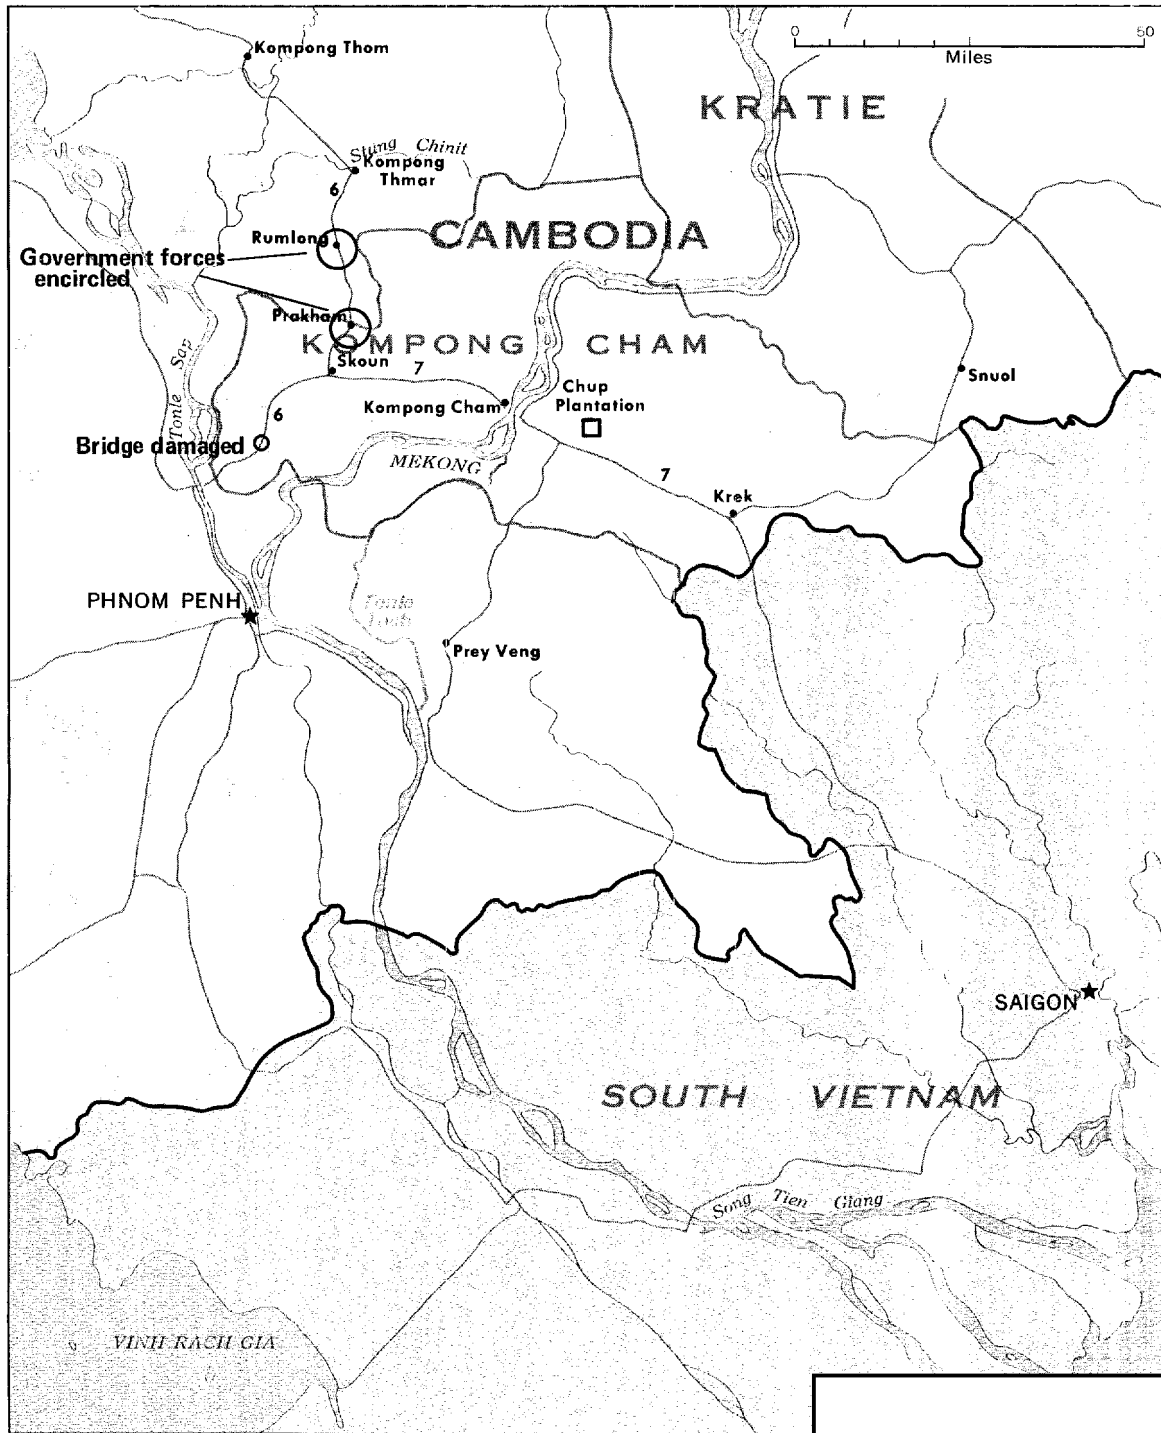 Kompong Thom
0 50
Miles
KRATIE
Stung Chinit
Kompong
Thmar
6
Rumlong
CAMBODIA
Government forces
encircled
Prakham
KOMPONG CHAM
Skoun
7
Snuol
Tonle Sap
Chup
Plantation
Kompong Cham
6
Bridge damaged
MEKONG
7
Krek
PHNOM PENH
Tonle
Toch
Prey Veng
SAIGON
SOUTH VIETNAM
Song Tien Giang
VINH RACH GIA